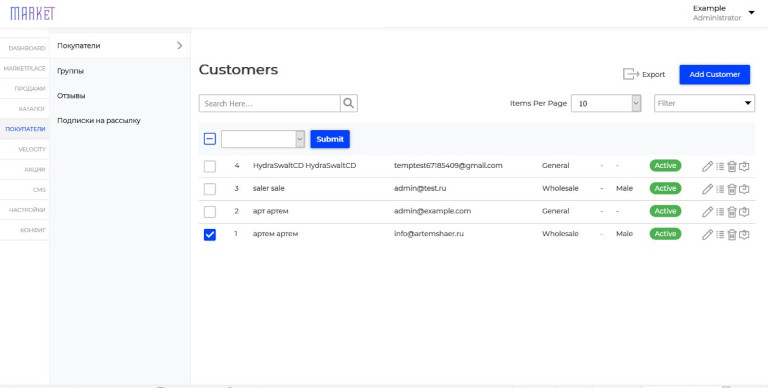 MARKET
Example
Administrator
DASHBOARD
MARKETPLACE
ПРОДАЖИ
КАТАЛОГ
ПОКУПАТЕЛИ
VELOCITY
АКЦИИ
CMS
НАСТРОЙКИ
КОНФИГ
Покупатели
Группы
Отзывы
Подписки на рассылку
Customers
Export
Add Customer
Search Here...
Items Per Page
10
Filter
Submit
4 HydraSwaltCD HydraSwaltCD temptest67185409@gmail.com General - - Active
3 saler sale admin@test.ru Wholesale - Male Active
2 арт артем admin@example.com General - - Active
1 артем артем info@artemshaer.ru Wholesale - Male Active